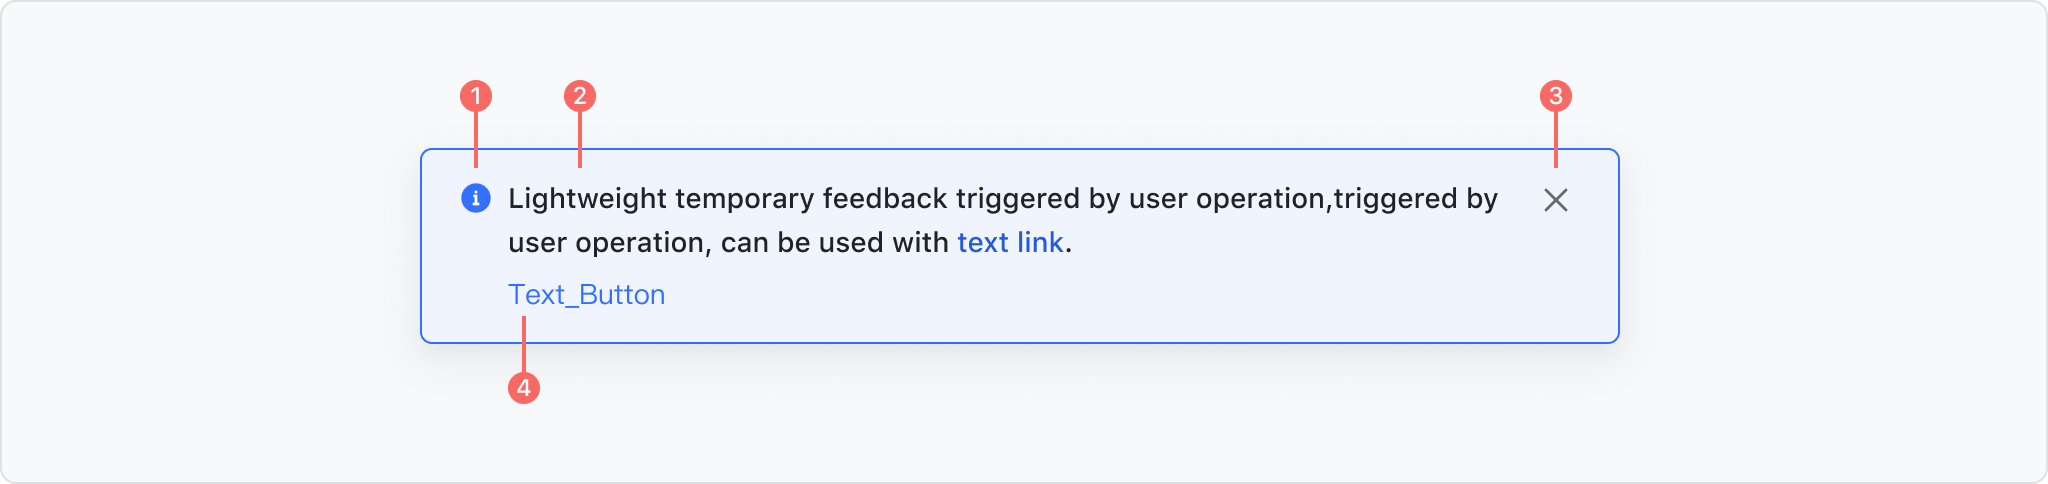 1 2 3
i Lightweight temporary feedback triggered by user operation,triggered by
user operation, can be used with text link.
Text_Button
4